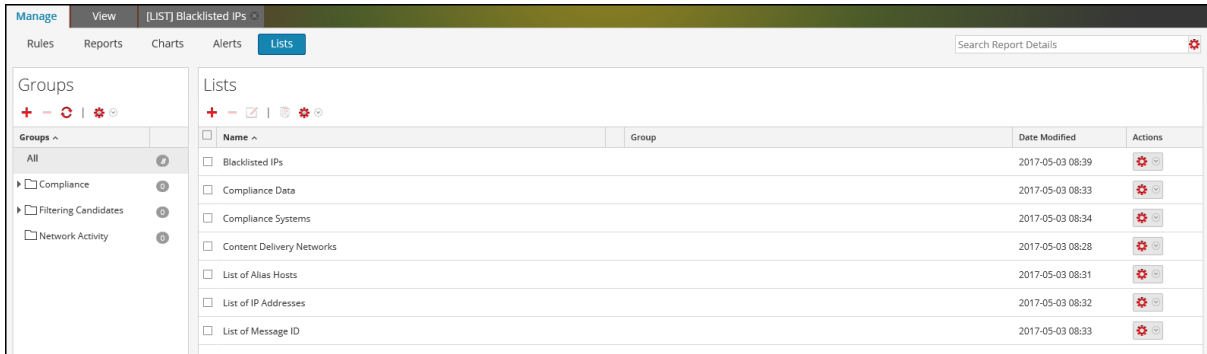 Manage View [LIST] Blacklisted IPs
Rules Reports Charts Alerts Lists Search Report Details
Groups Lists
Groups Name Group Date Modified Actions
All
Blacklisted IPs 2017-05-03 08:39
Compliance 0
Compliance Data 2017-05-03 08:33
Filtering Candidates 0
Compliance Systems 2017-05-03 08:34
Network Activity 0
Content Delivery Networks 2017-05-03 08:28
List of Alias Hosts 2017-05-03 08:31
List of IP Addresses 2017-05-03 08:32
List of Message ID 2017-05-03 08:33